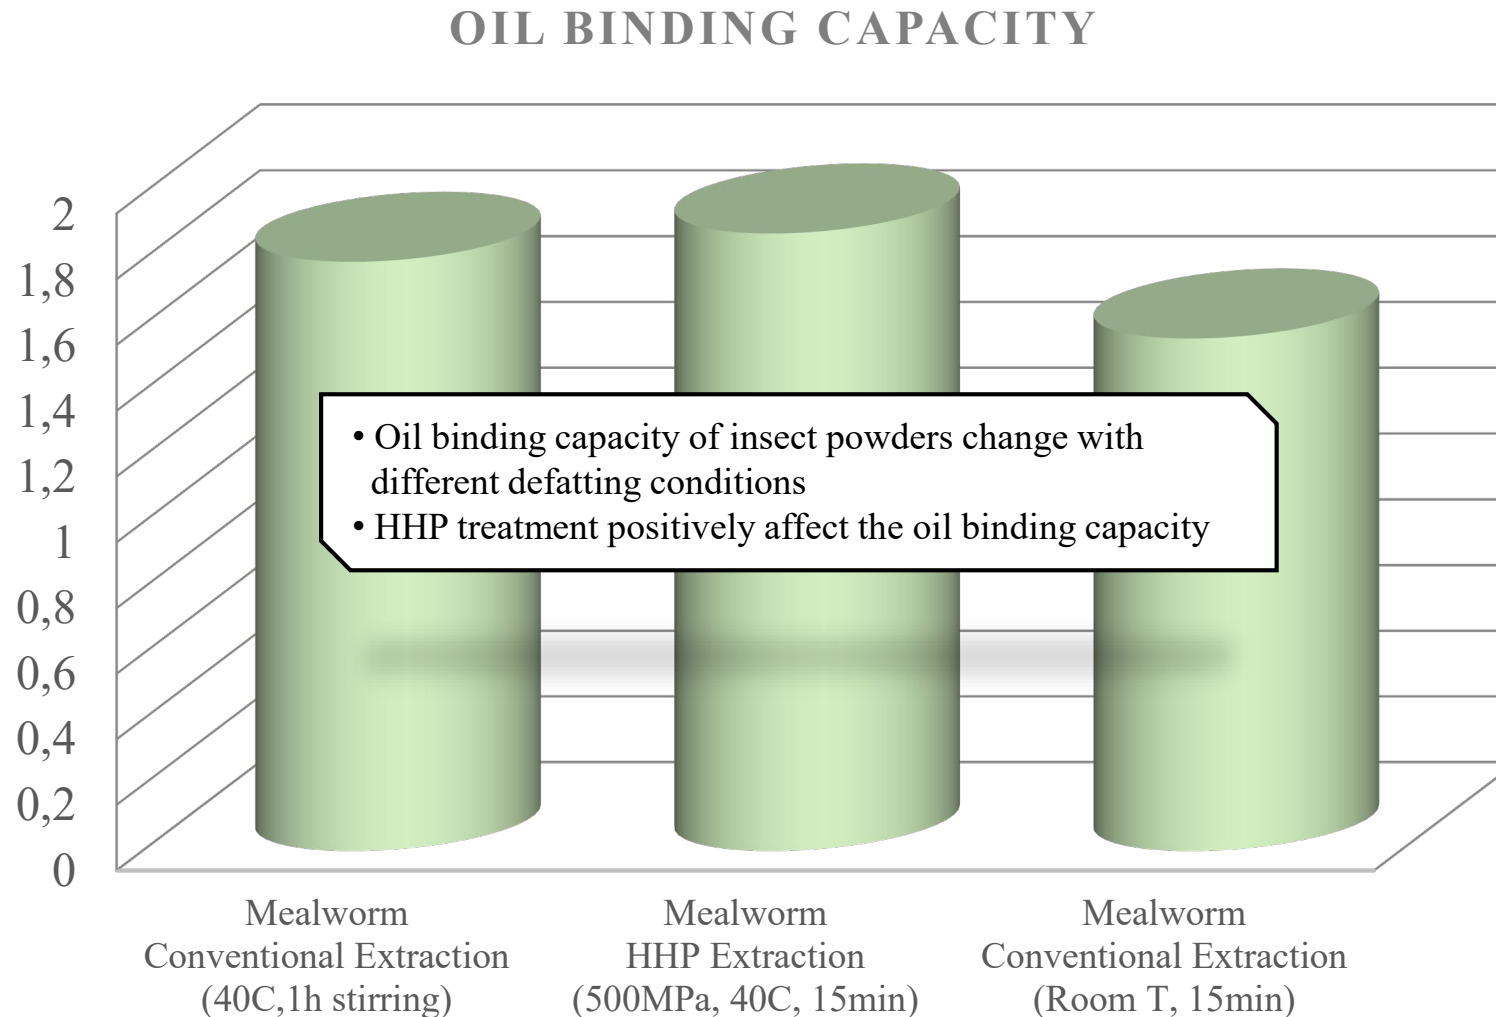 OIL BINDING CAPACITY
2
1,8
1,6
1,4
1,2
1
0,8
0,6
0,4
0,2
0
• Oil binding capacity of insect powders change with
different defatting conditions
• HHP treatment positively affect the oil binding capacity
Mealworm
Conventional Extraction
(40C,1h stirring)
Mealworm
HHP Extraction
(500MPa, 40C, 15min)
Mealworm
Conventional Extraction
(Room T, 15min)